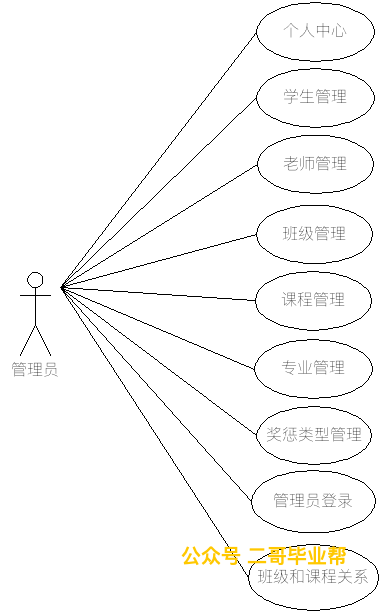 个人中心
学生管理
老师管理
班级管理
课程管理
管理员
专业管理
奖惩类型管理
管理员登录
公众号 二哥毕业帮
班级和课程关系